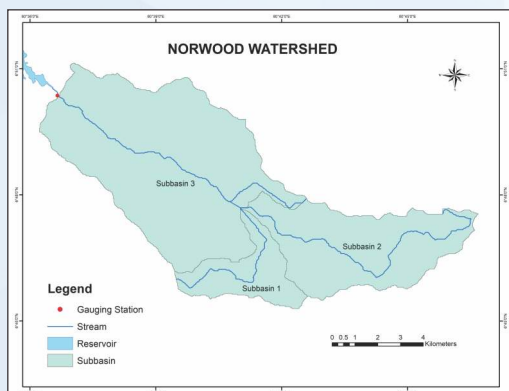 NORWOOD WATERSHED
Subbasin 3
Subbasin 2
Subbasin 1
Legend
Gauging Station
Stream
Reservoir
Subbasin
0 0.5 1 2 3 4
Kilometers